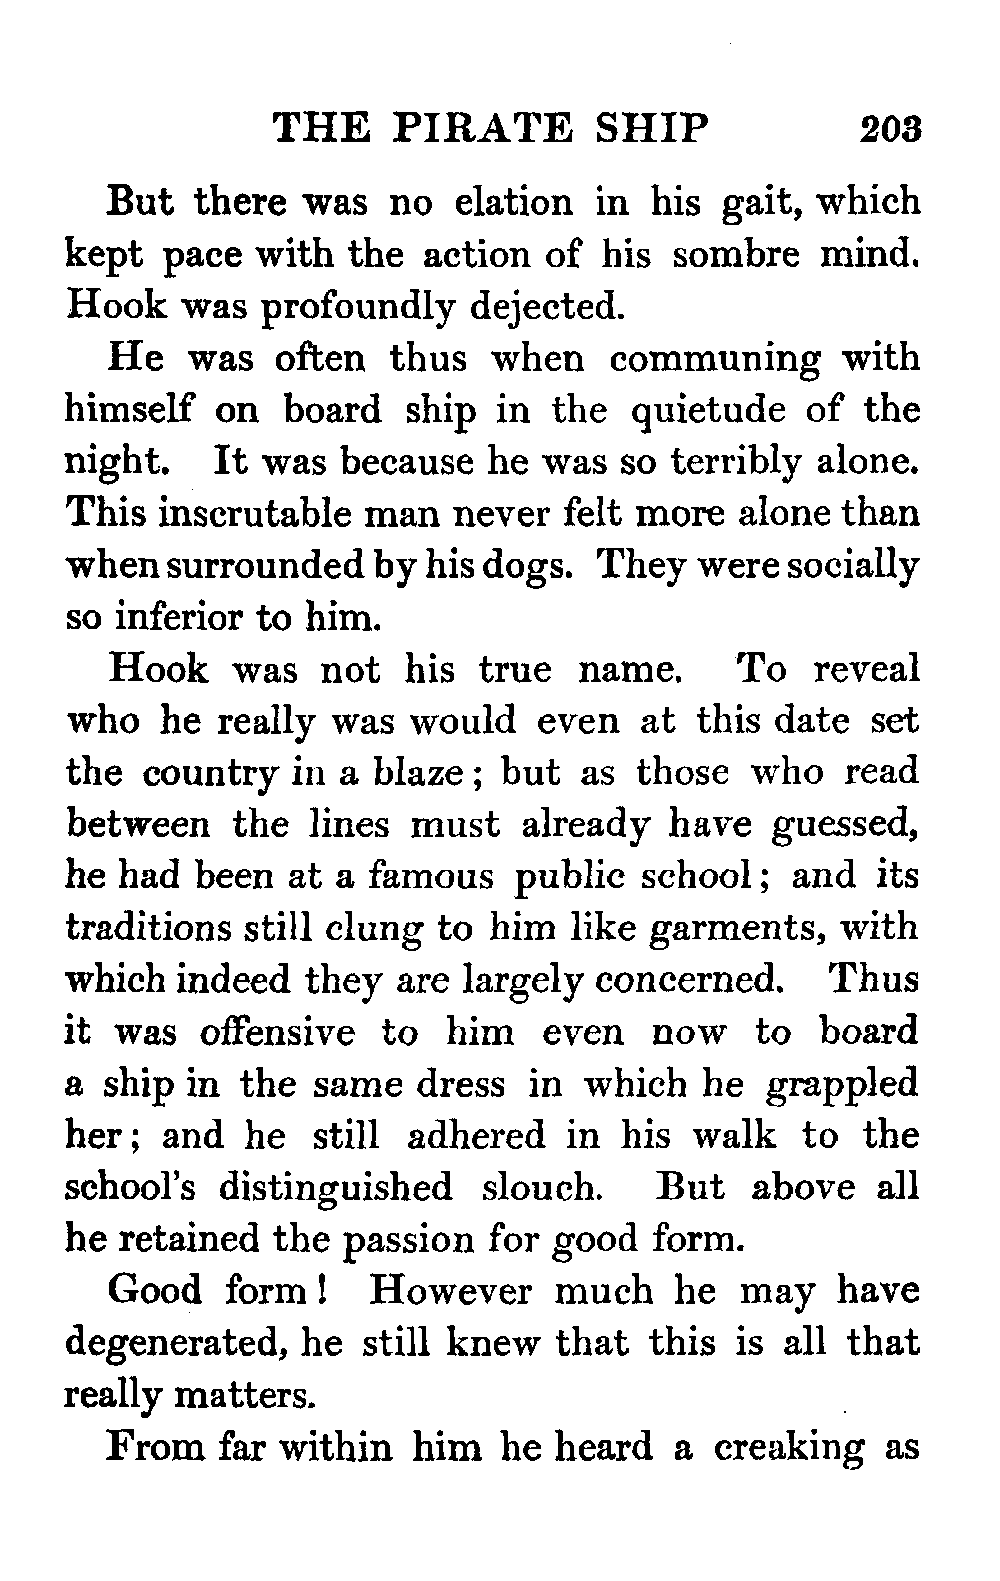 THE PIRATE SHIP 203
But there was no elation in his gait, which
kept pace with the action of his sombre mind.
Hook was profoundly dejected.
He was often thus when communing with
himself on board ship in the quietude of the
night. It was because he was so terribly alone.
This inscrutable man never felt more alone than
when surrounded by his dogs. They were socially
so inferior to him.
Hook was not his true name. To reveal
who he really was would even at this date set
the country in a blaze; but as those who read
between the lines must already have guessed,
he had been at a famous public school; and its
traditions still clung to him like garments, with
which indeed they are largely concerned. Thus
it was offensive to him even now to board
a ship in the same dress in which he grappled
her; and he still adhered in his walk to the
school's distinguished slouch. But above all
he retained the passion for good form.
Good form! However much he may have
degenerated, he still knew that this is all that
really matters.
From far within him he heard a creaking as